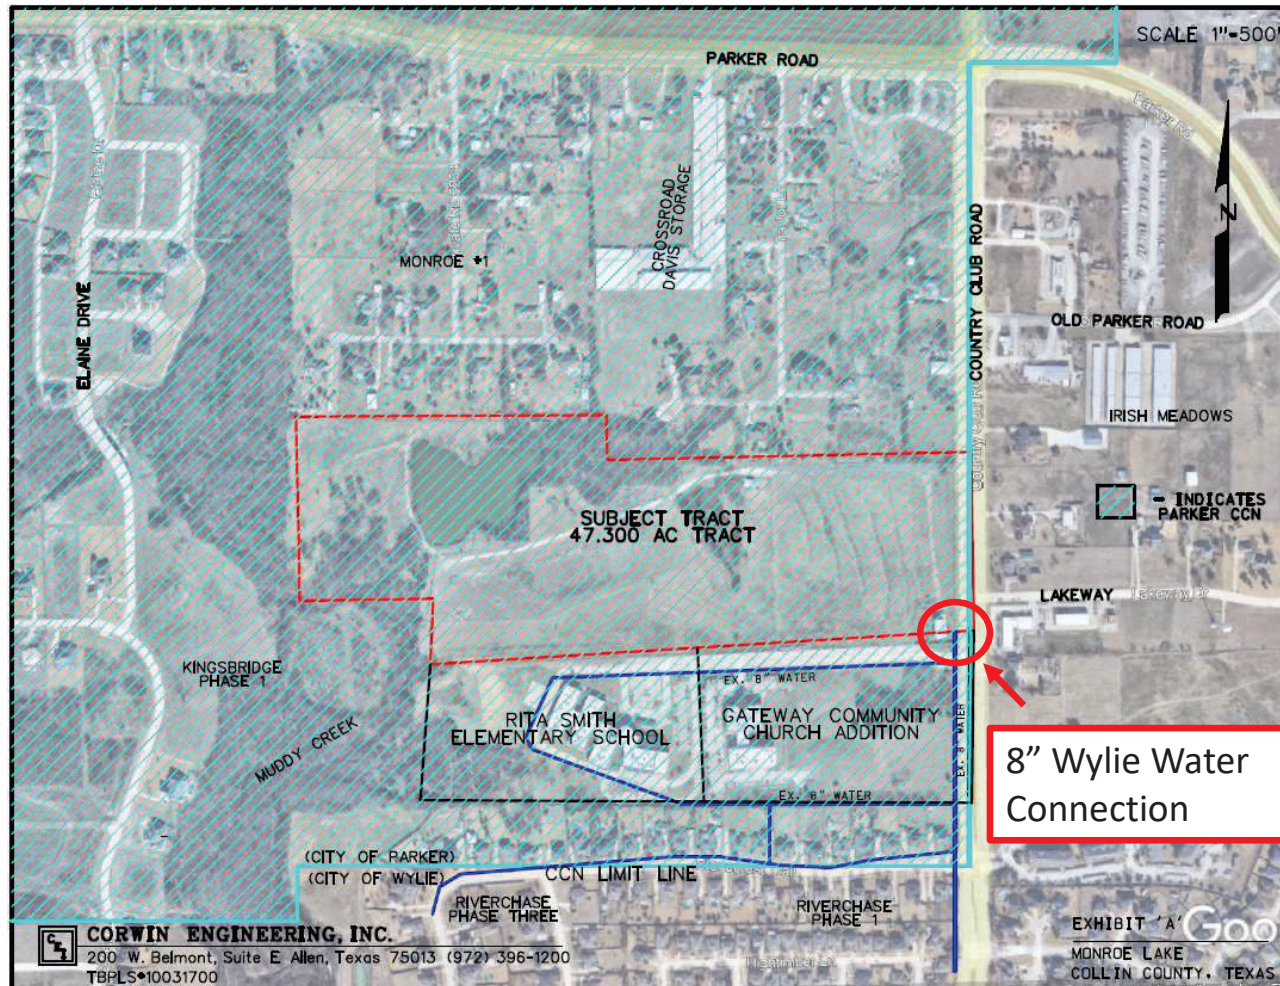 SCALE 1"=500'
PARKER ROAD
Parker Rd
CROSSROAD
DAVIS STORAGE
MONROE #1
ELAINE DRIVE
COUNTRY CLUB ROAD
N
OLD PARKER ROAD
IRISH MEADOWS
- INDICATES
PARKER CCN
SUBJECT TRACT
47.300 AC TRACT
LAKEWAY
KINGSBRIDGE
PHASE 1
MUDDY CREEK
EX. 8" WATER
RITA SMITH
ELEMENTARY SCHOOL
GATEWAY COMMUNITY
CHURCH ADDITION
EX. 8" WATER
EX. 8" WATER
8” Wylie Water
Connection
(CITY OF PARKER)
(CITY OF WYLIE)
CCN LIMIT LINE
RIVERCHASE
PHASE THREE
RIVERCHASE
PHASE 1
CEI
CORWIN ENGINEERING, INC.
200 W. Belmont, Suite E Allen, Texas 75013 (972) 396-1200
TBPLS#10031700
EXHIBIT 'A'
Goo
MONROE LAKE
COLLIN COUNTY, TEXAS